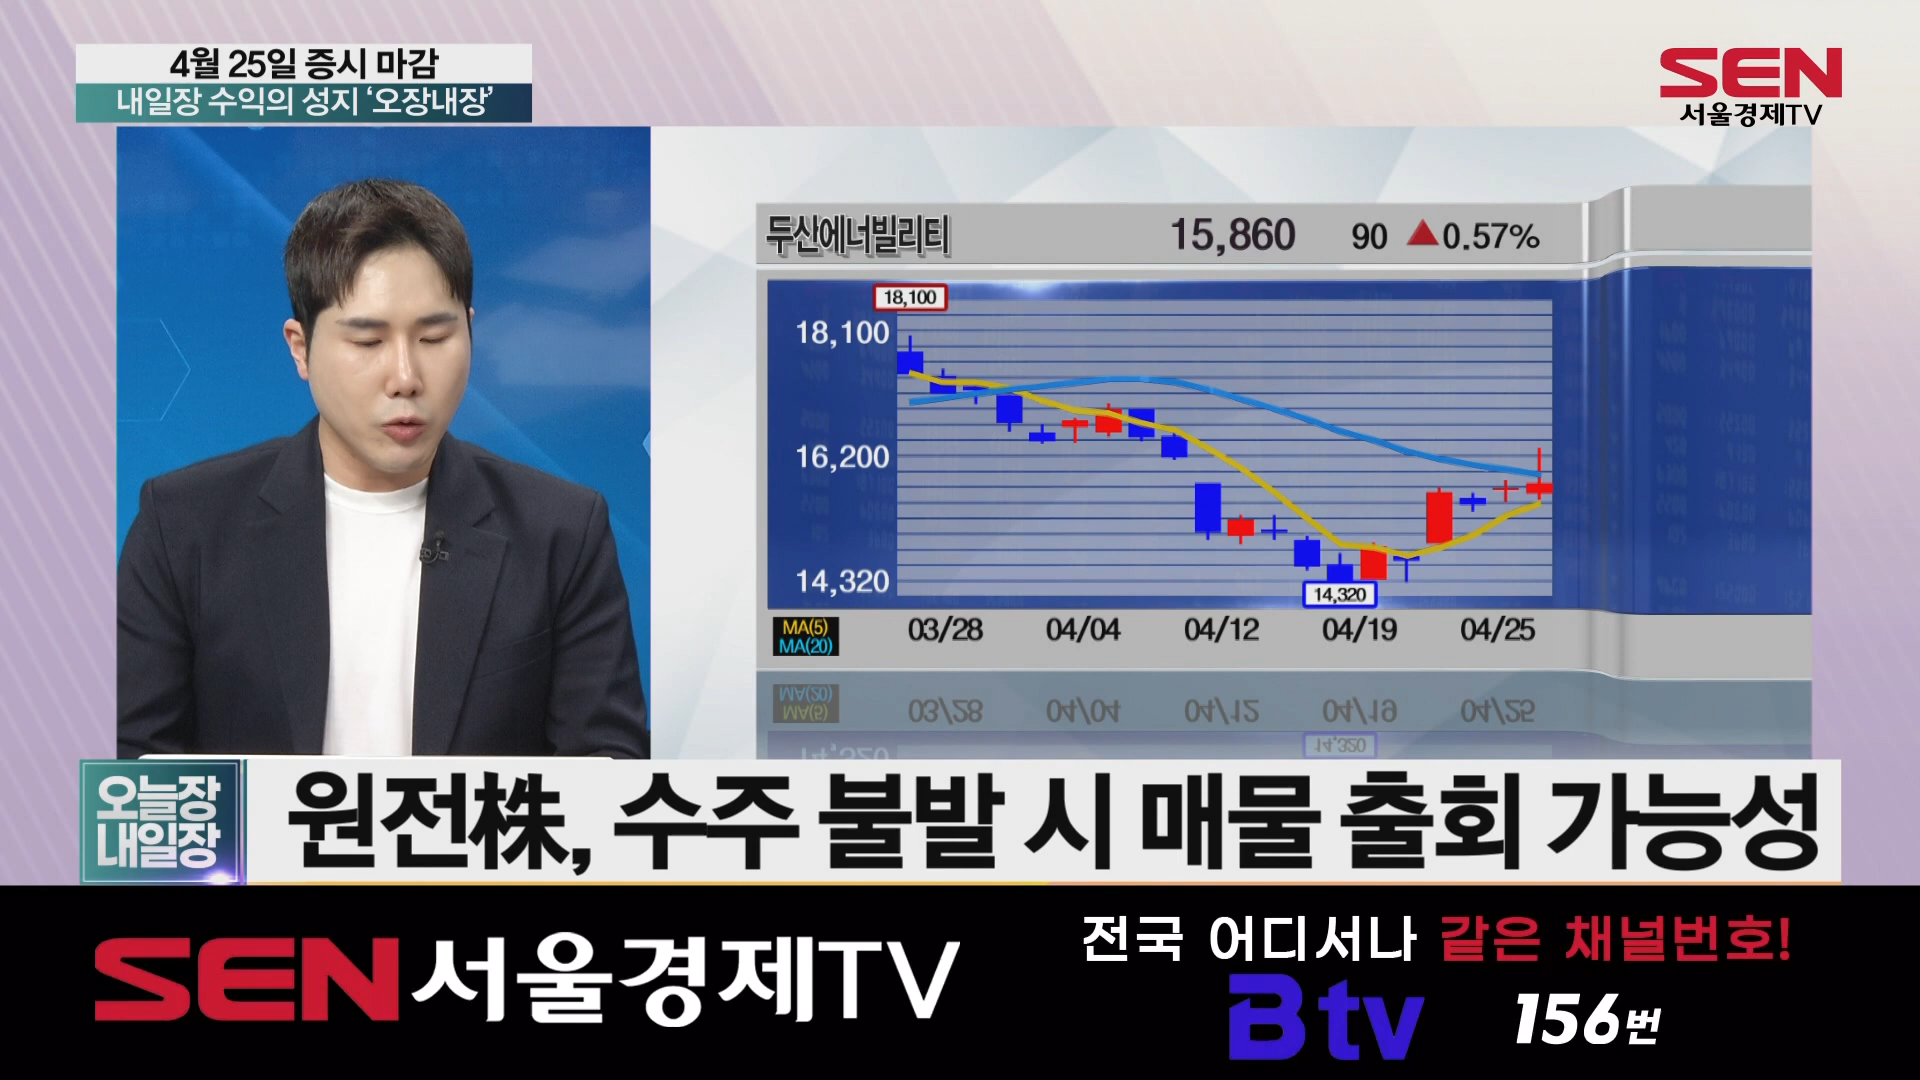 4월 25일 증시 마감
내일장 수익의 성지 ‘오장내장’
SEN
서울경제TV
두산에너빌리티 15,860 90 ▲0.57%
18,100
18,100
16,200
14,320
14,320
MA(5)
MA(20)
03/28 04/04 04/12 04/19 04/25
오늘장
내일장
원전株, 수주 불발 시 매물 출회 가능성
SEN서울경제TV
전국 어디서나 같은 채널번호!
B tv 156번